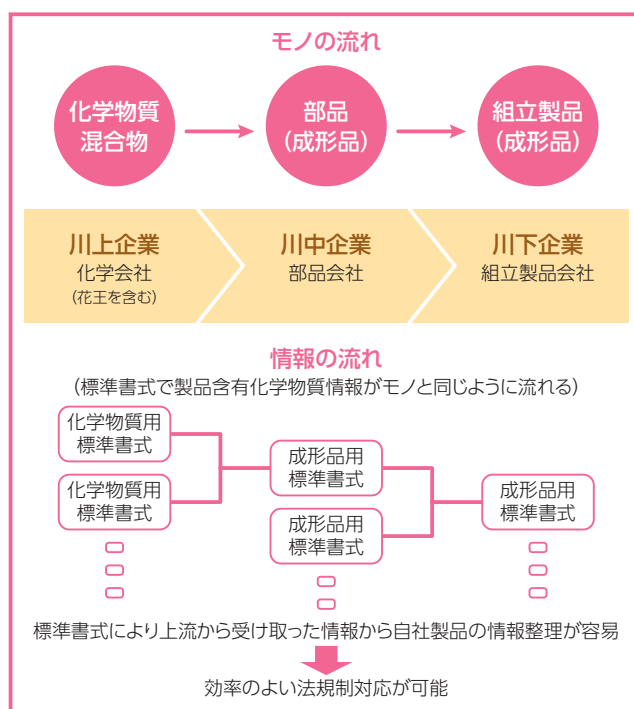 モノの流れ
化学物質
混合物
部品
（成形品）
組立製品
（成形品）
川上企業
化学会社
（花王を含む）
川中企業
部品会社
川下企業
組立製品会社
情報の流れ
（標準書式で製品含有化学物質情報がモノと同じように流れる）
化学物質用
標準書式
化学物質用
標準書式
成形品用
標準書式
成形品用
標準書式
成形品用
標準書式
標準書式により上流から受け取った情報から自社製品の情報整理が容易
効率のよい法規制対応が可能